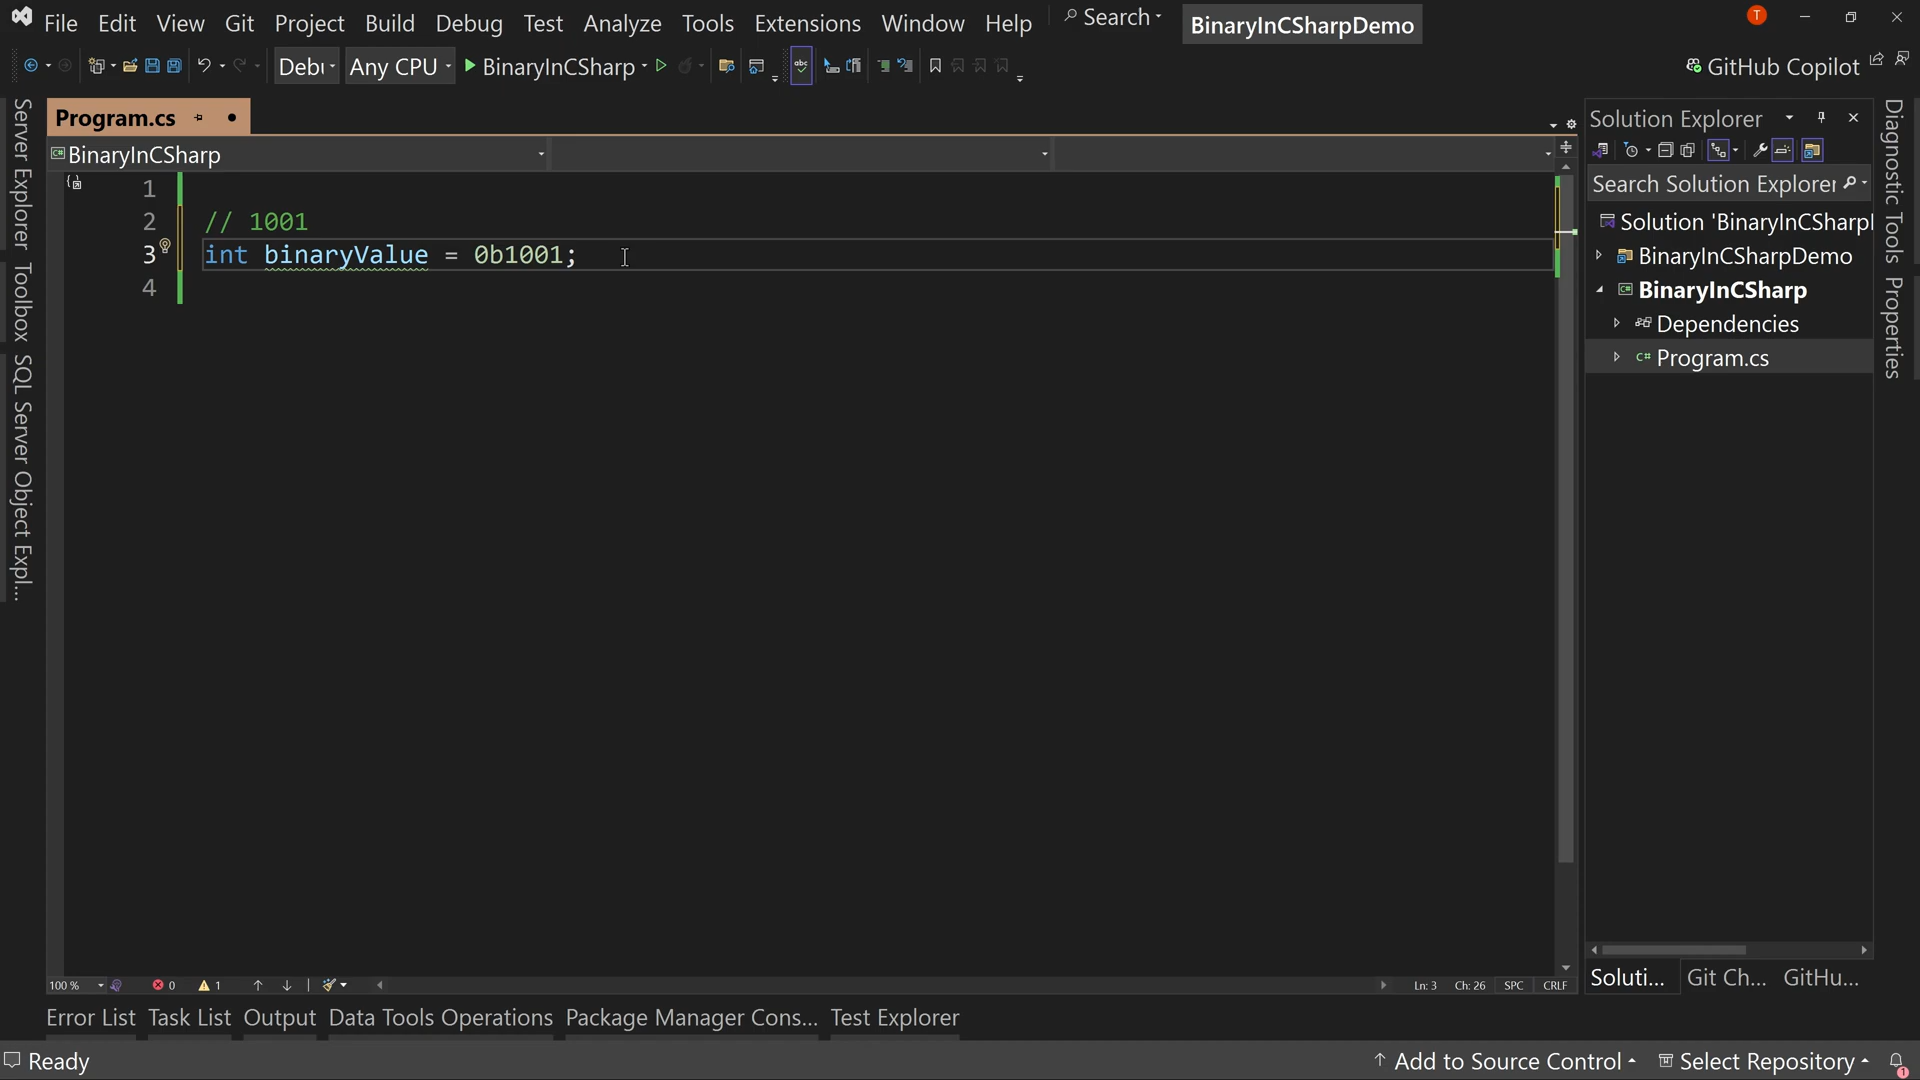 File Edit View Git Project Build Debug Test Analyze Tools Extensions Window Help Search BinaryInCSharpDemo
Debu Any CPU BinaryInCSharp GitHub Copilot
Server Explorer
Toolbox
SQL Server Object Expl...
Program.cs
BinaryInCSharp
1
2 // 1001
3 int binaryValue = 0b1001;
4
Solution Explorer
Search Solution Explorer
Solution 'BinaryInCSharp
BinaryInCSharpDemo
BinaryInCSharp
Dependencies
C# Program.cs
Diagnostic Tools
Properties
100 % 0 1 Ln: 3 Ch: 26 SPC CRLF
Soluti... Git Ch... GitHu...
Error List Task List Output Data Tools Operations Package Manager Cons... Test Explorer
Ready Add to Source Control Select Repository 1